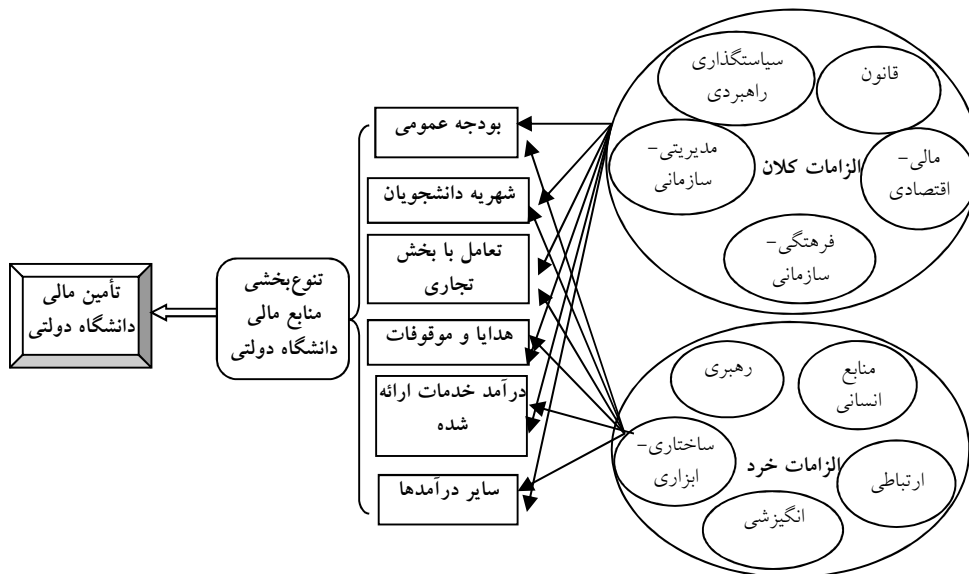 سیاستگذاری
راهبردی
قانون
مدیریتی-
سازمانی
الزامات کلان
مالی-
اقتصادی
فرهتگی-
سازمانی
رهبری
منابع
انسانی
ساختاری-
ابزاری
الزامات خرد
ارتباطی
انگیزشی
بودجه عمومی
شهریه دانشجویان
تعامل با بخش
تجاری
هدایا و موقوفات
درآمد خدمات ارائه
شده
سایر درآمدها
تنوع‌بخشی
منابع مالی
دانشگاه دولتی
تأمین مالی
دانشگاه دولتی